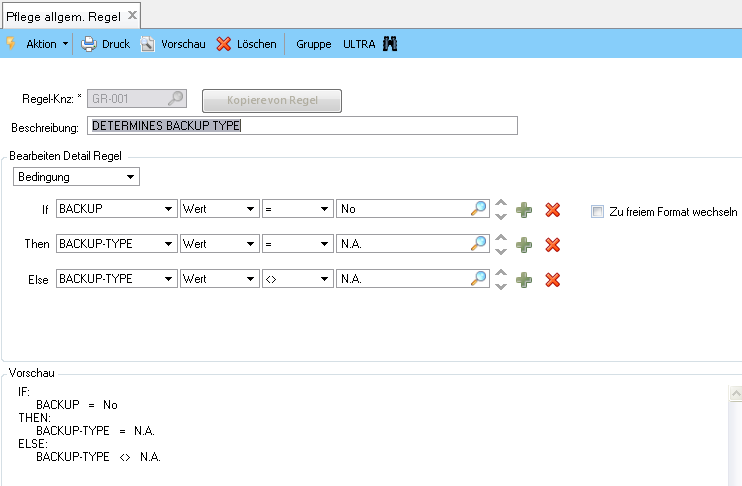 Pflege allgem. Regel
Aktion Druck Vorschau Löschen Gruppe ULTRA
Regel-Knz: * GR-001 Kopiere von Regel
Beschreibung: DETERMINES BACKUP TYPE
Bearbeiten Detail Regel
Bedingung
If BACKUP Wert = No Zu freiem Format wechseln
Then BACKUP-TYPE Wert = N.A.
Else BACKUP-TYPE Wert <> N.A.
Vorschau
IF:
BACKUP = No
THEN:
BACKUP-TYPE = N.A.
ELSE:
BACKUP-TYPE <> N.A.